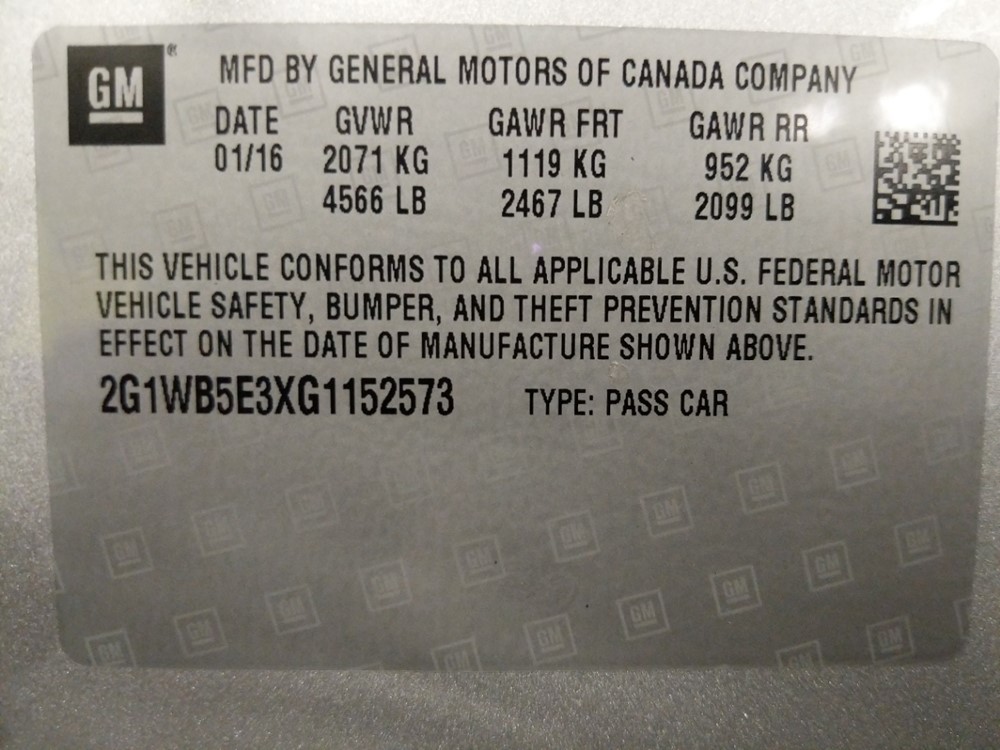 GM® MFD BY GENERAL MOTORS OF CANADA COMPANY
DATE GVWR GAWR FRT GAWR RR
01/16 2071 KG 1119 KG 952 KG
4566 LB 2467 LB 2099 LB
THIS VEHICLE CONFORMS TO ALL APPLICABLE U.S. FEDERAL MOTOR
VEHICLE SAFETY, BUMPER, AND THEFT PREVENTION STANDARDS IN
EFFECT ON THE DATE OF MANUFACTURE SHOWN ABOVE.
2G1WB5E3XG1152573 TYPE: PASS CAR